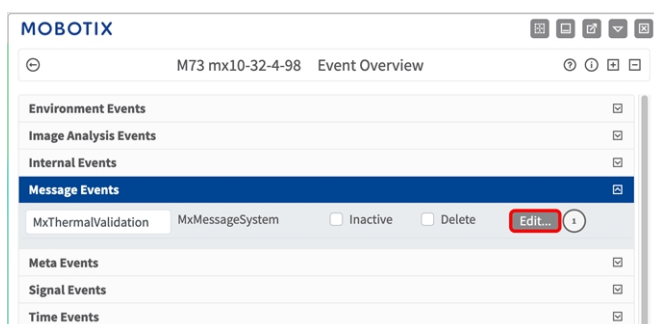 MOBOTIX
M73 mx10-32-4-98 Event Overview
Environment Events
Image Analysis Events
Internal Events
Message Events
MxThermalValidation MxMessageSystem Inactive Delete Edit... 1
Meta Events
Signal Events
Time Events